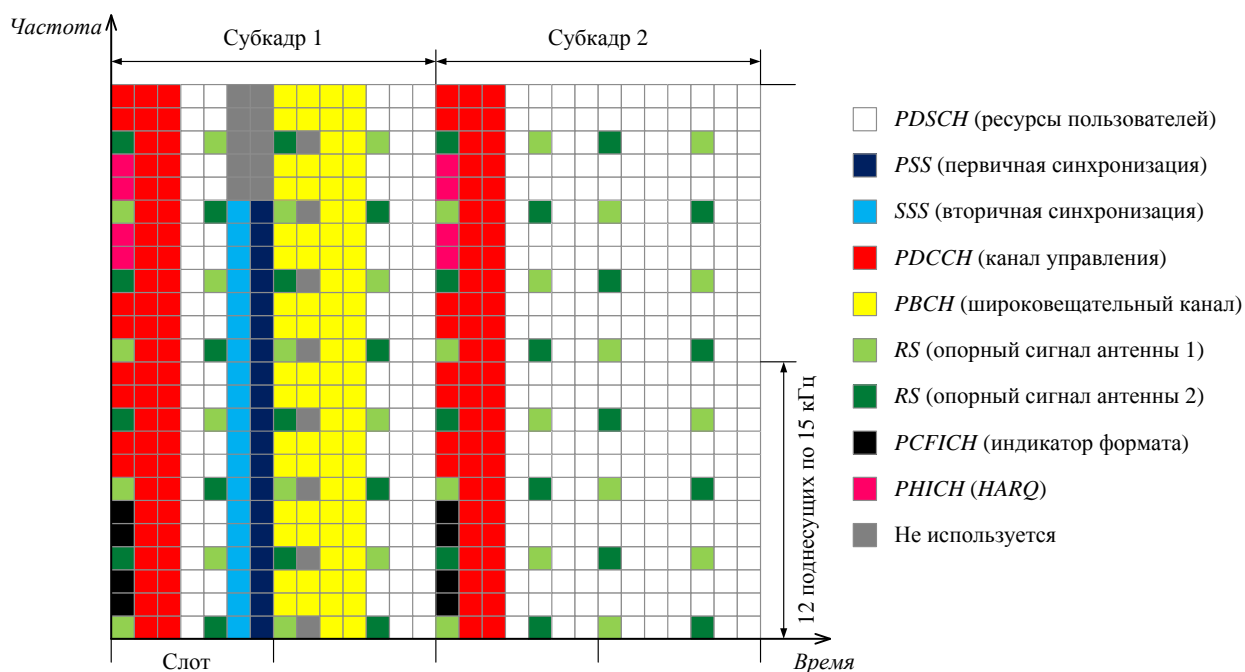 Частота
Субкадр 1
Субкадр 2
PDSCH (ресурсы пользователей)
PSS (первичная синхронизация)
SSS (вторичная синхронизация)
PDCCH (канал управления)
PBCH (широковещательный канал)
RS (опорный сигнал антенны 1)
RS (опорный сигнал антенны 2)
PCFICH (индикатор формата)
PHICH (HARQ)
Не используется
12 поднесущих по 15 кГц
Слот
Время